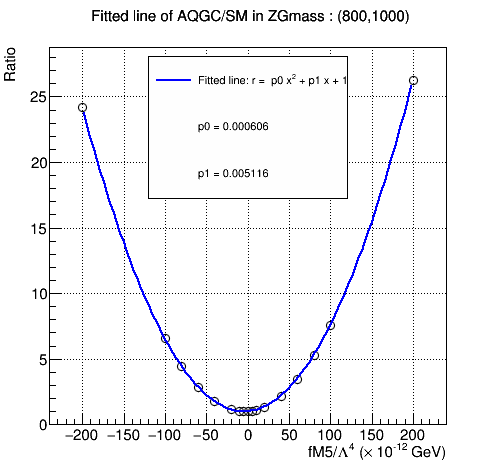 Fitted line of AQGC/SM in ZGmass : (800,1000)
Ratio
Fitted line: r = p0 x² + p1 x + 1
p0 = 0.000606
p1 = 0.005116
25
20
15
10
5
0
−200 −150 −100 −50 0 50 100 150 200
fM5/Λ⁴ (× 10⁻¹² GeV)